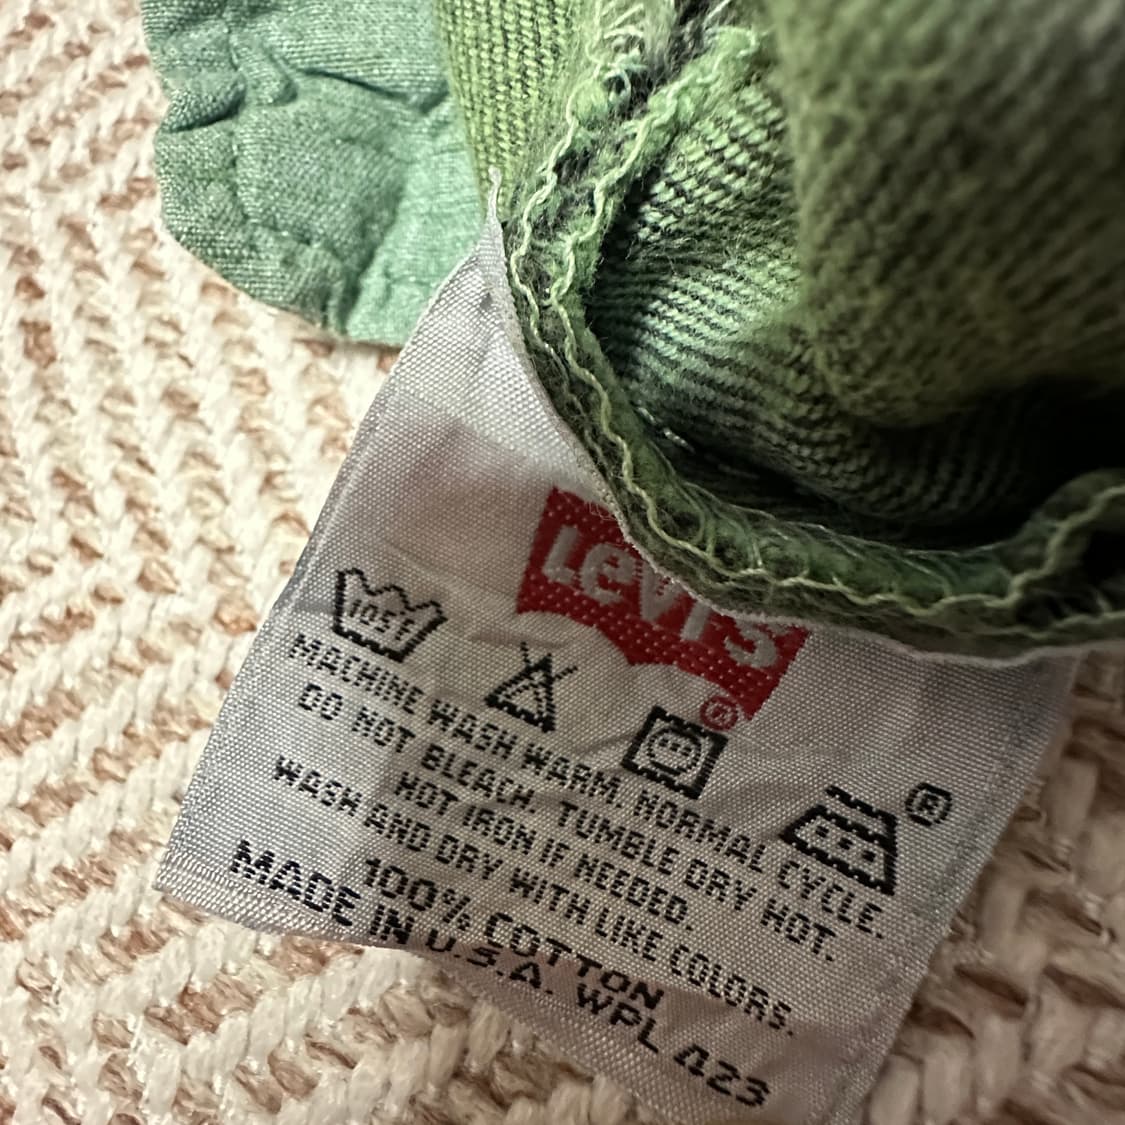 Levi's
®
105F
®
MACHINE WASH WARM. NORMAL CYCLE.
DO NOT BLEACH. TUMBLE DRY HOT.
HOT IRON IF NEEDED.
WASH AND DRY WITH LIKE COLORS.
100% COTTON
MADE IN U.S.A. WPL 423